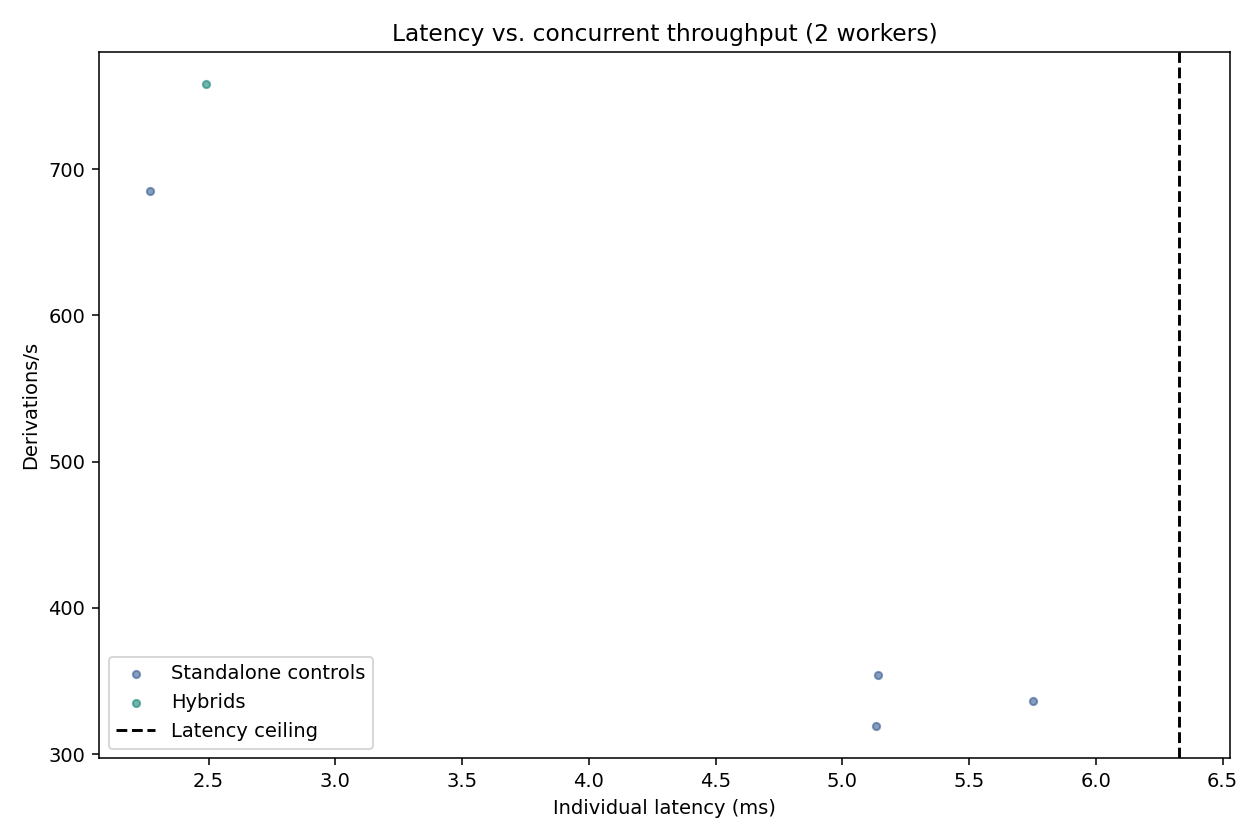 Latency vs. concurrent throughput (2 workers)
Derivations/s
700
600
500
400
300
Standalone controls
Hybrids
Latency ceiling
2.5 3.0 3.5 4.0 4.5 5.0 5.5 6.0 6.5
Individual latency (ms)